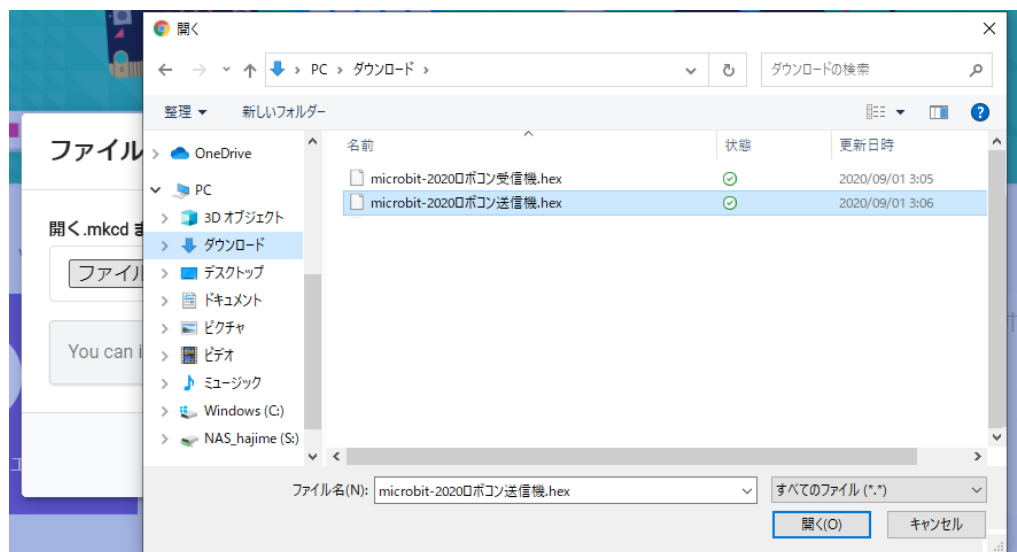 開く
PC › ダウンロード ›
ダウンロードの検索
整理 新しいフォルダー
ファイル
名前 状態 更新日時
OneDrive
PC
3D オブジェクト
ダウンロード
デスクトップ
ドキュメント
ピクチャ
ビデオ
ミュージック
Windows (C:)
NAS_hajime (S:)
microbit-2020ロボコン受信機.hex 2020/09/01 3:05
microbit-2020ロボコン送信機.hex 2020/09/01 3:06
開く.mkcd ま
ファイル
You can i
ファイル名(N): microbit-2020ロボコン送信機.hex すべてのファイル (*.*)
開く(O) キャンセル